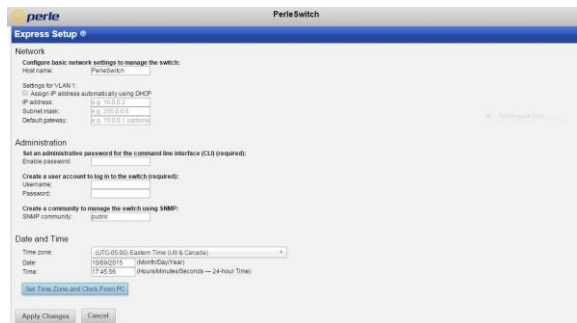 perle
PerleSwitch
Express Setup
Network
Configure basic network settings to manage the switch:
Host name: PerleSwitch
Settings for VLAN 1:
Assign IP address automatically using DHCP
IP address: e.g. 10.0.0.2
Subnet mask: e.g. 255.0.0.0
Default gateway: e.g. 10.0.0.1 (optional
Administration
Set an administrative password for the command line interface (CLI) (required):
Enable password:
Create a user account to log in to the switch (required):
Username:
Password:
Create a community to manage the switch using SNMP:
SNMP community: public
Date and Time
Time zone: (UTC-05:00) Eastern Time (US & Canada)
Date: 10/09/2015 (Month/Day/Year)
Time: 17:45:56 (Hours/Minutes/Seconds — 24-hour Time)
Set Time Zone and Clock From PC
Apply Changes Cancel